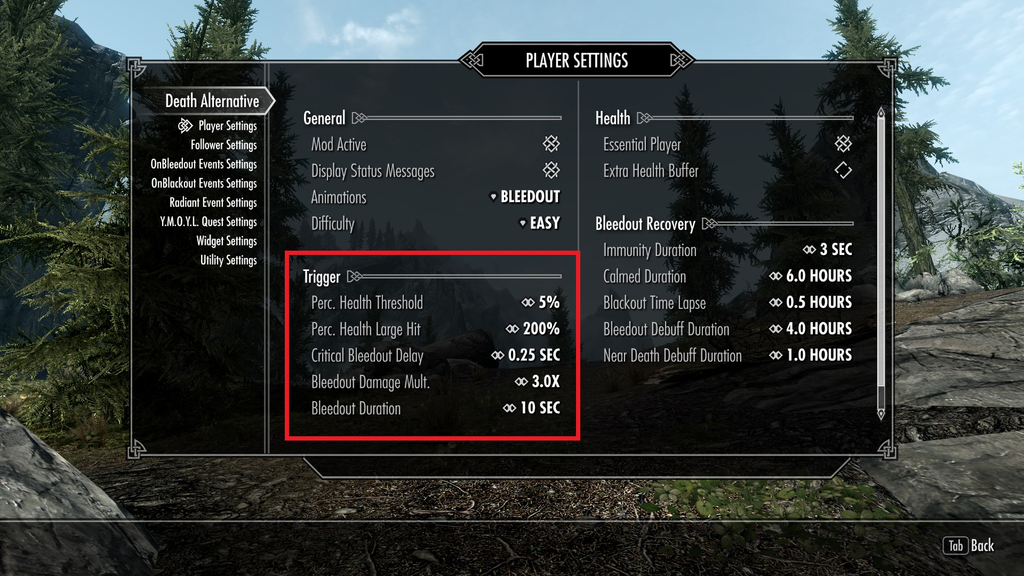 PLAYER SETTINGS
Death Alternative
Player Settings
Follower Settings
OnBleedout Events Settings
OnBlackout Events Settings
Radiant Event Settings
Y.M.O.Y.L. Quest Settings
Widget Settings
Utility Settings
General
Mod Active
Display Status Messages
Animations BLEEDOUT
Difficulty EASY
Trigger
Perc. Health Threshold 5%
Perc. Health Large Hit 200%
Critical Bleedout Delay 0.25 SEC
Bleedout Damage Mult. 3.0X
Bleedout Duration 10 SEC
Health
Essential Player
Extra Health Buffer
Bleedout Recovery
Immunity Duration 3 SEC
Calmed Duration 6.0 HOURS
Blackout Time Lapse 0.5 HOURS
Bleedout Debuff Duration 4.0 HOURS
Near Death Debuff Duration 1.0 HOURS
Tab Back